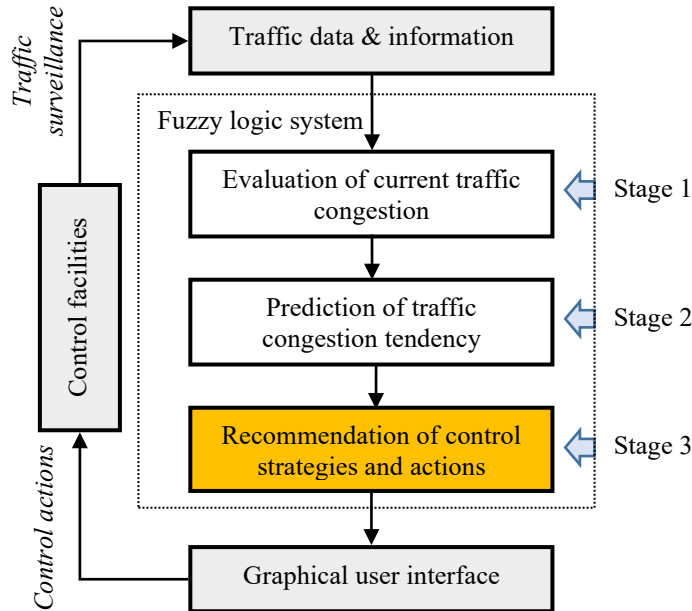 Traffic data & information
Traffic
surveillance
Fuzzy logic system
Evaluation of current traffic
congestion
Stage 1
Control facilities
Prediction of traffic
congestion tendency
Stage 2
Recommendation of control
strategies and actions
Stage 3
Control actions
Graphical user interface